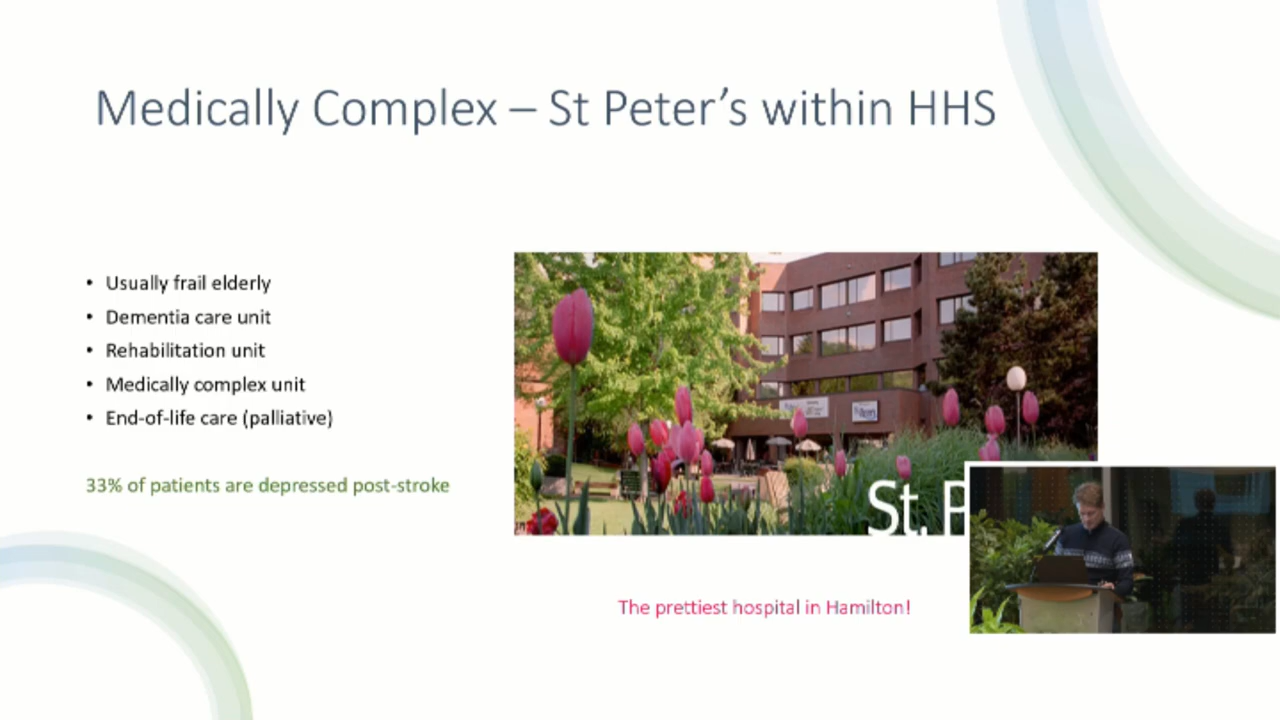 Medically Complex – St Peter's within HHS
• Usually frail elderly
• Dementia care unit
• Rehabilitation unit
• Medically complex unit
• End-of-life care (palliative)
33% of patients are depressed post-stroke
St. P
The prettiest hospital in Hamilton!